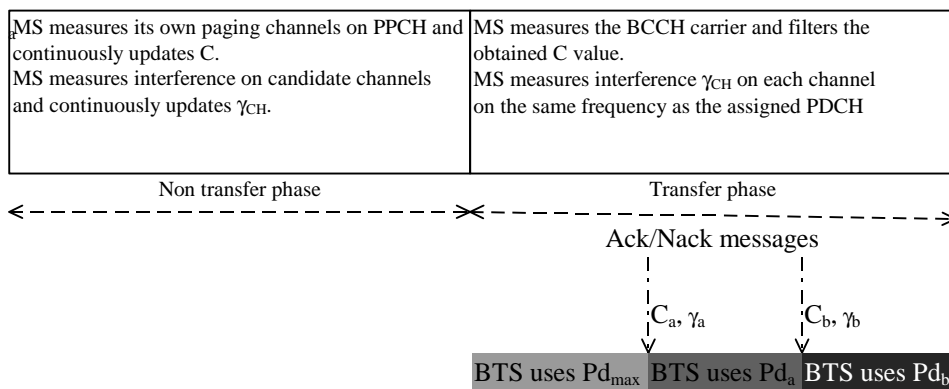 a
MS measures its own paging channels on PPCH and
continuously updates C.
MS measures interference on candidate channels
and continuously updates γCH.
MS measures the BCCH carrier and filters the
obtained C value.
MS measures interference γCH on each channel
on the same frequency as the assigned PDCH
Non transfer phase
Transfer phase
Ack/Nack messages
Ca, γa
Cb, γb
BTS uses Pdmax
BTS uses Pda
BTS uses Pdb